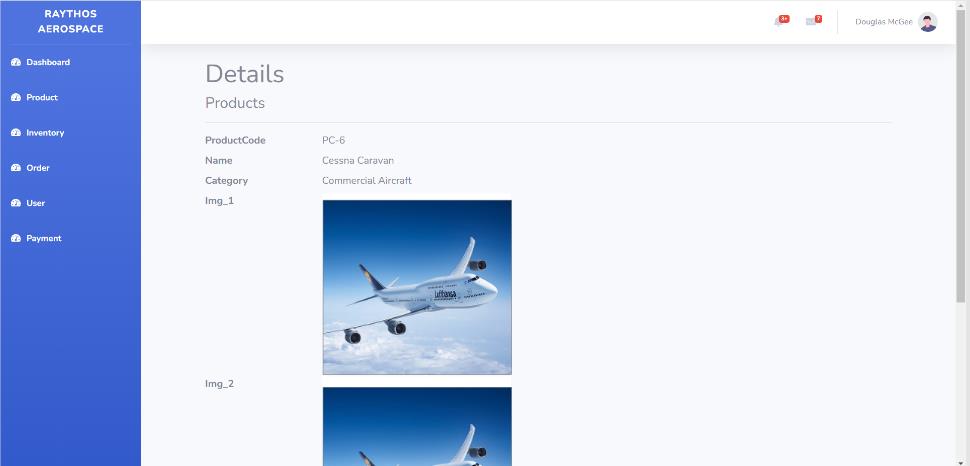 RAYTHOS
AEROSPACE
3+
7
Douglas McGee
Dashboard
Product
Inventory
Order
User
Payment
Details
Products
ProductCode PC-6
Name Cessna Caravan
Category Commercial Aircraft
Img_1
Lufthansa
Img_2